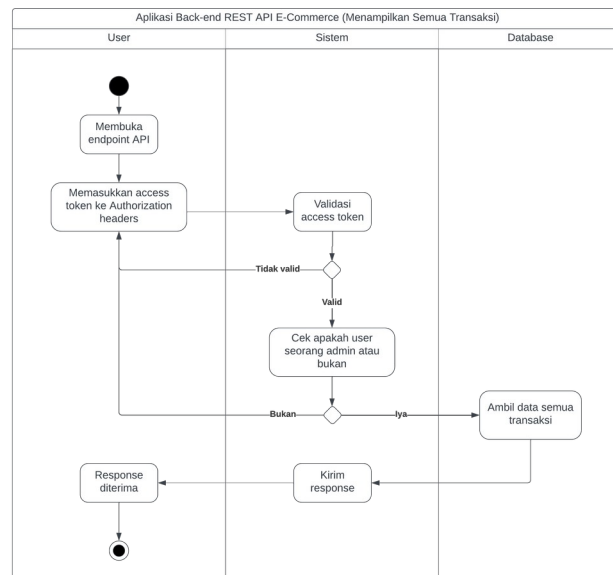 Aplikasi Back-end REST API E-Commerce (Menampilkan Semua Transaksi)
User
Sistem
Database
Membuka
endpoint API
Memasukkan access
token ke Authorization
headers
Validasi
access token
Tidak valid
Valid
Cek apakah user
seorang admin atau
bukan
Bukan
Iya
Ambil data semua
transaksi
Response
diterima
Kirim
response